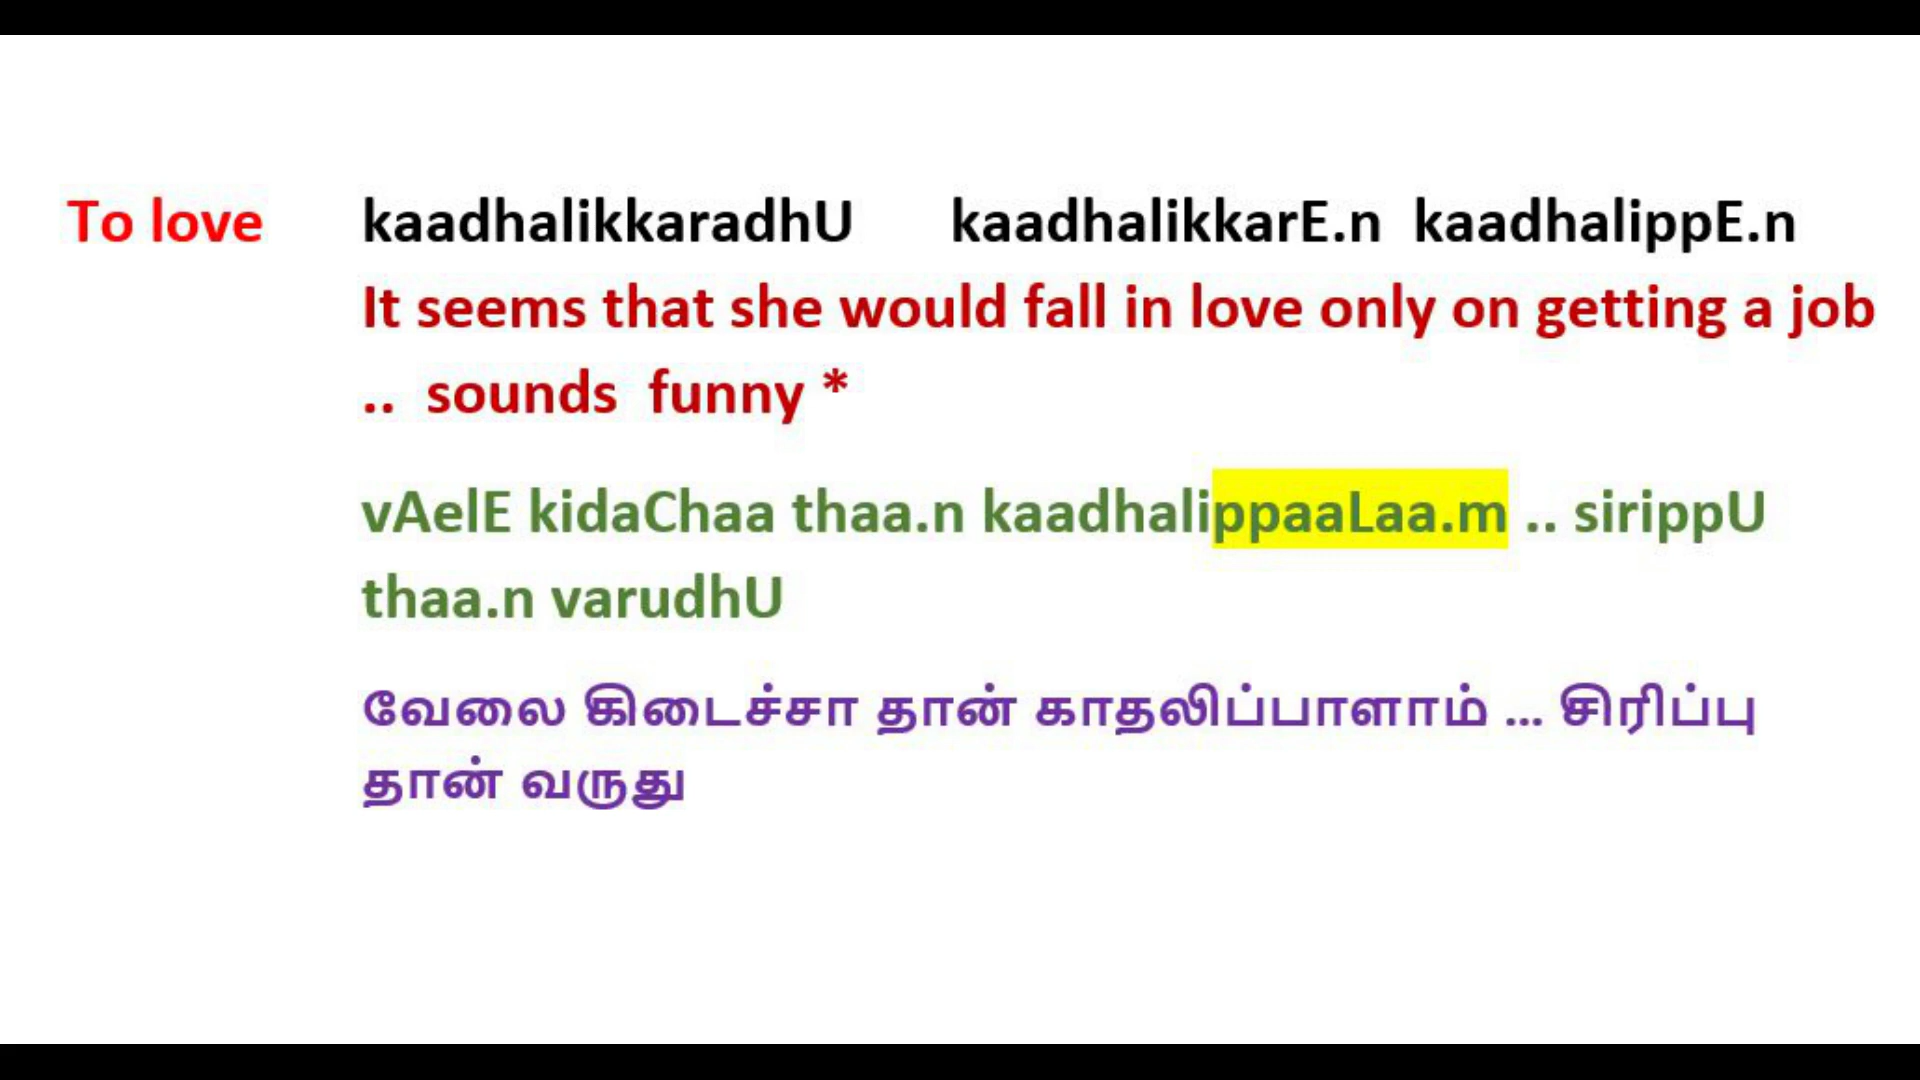 To love kaadhalikkaradhU kaadhalikkarE.n kaadhalippE.n
It seems that she would fall in love only on getting a job
.. sounds funny *
vAelE kidaChaa thaa.n kaadhalippaaLaa.m .. sirippU
thaa.n varudhU
வேலை கிடைச்சா தான் காதலிப்பாளாம் ... சிரிப்பு
தான் வருது